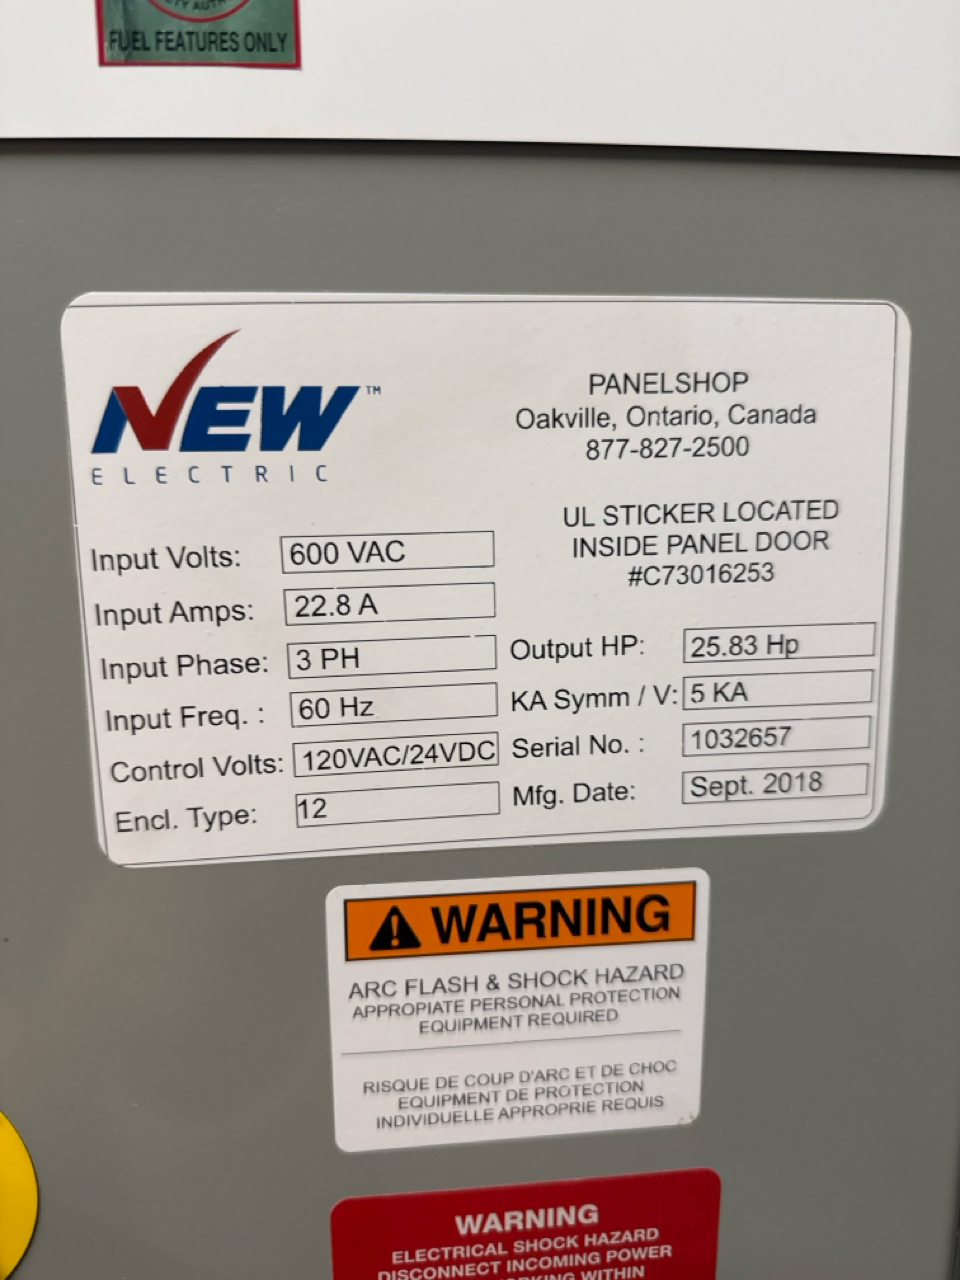 FUEL FEATURES ONLY
NEW™
ELECTRIC
PANELSHOP
Oakville, Ontario, Canada
877-827-2500
UL STICKER LOCATED
INSIDE PANEL DOOR
#C73016253
Input Volts: 600 VAC
Input Amps: 22.8 A
Input Phase: 3 PH
Input Freq. : 60 Hz
Control Volts: 120VAC/24VDC
Encl. Type: 12
Output HP: 25.83 Hp
KA Symm / V: 5 KA
Serial No. : 1032657
Mfg. Date: Sept. 2018
WARNING
ARC FLASH & SHOCK HAZARD
APPROPIATE PERSONAL PROTECTION
EQUIPMENT REQUIRED
RISQUE DE COUP D'ARC ET DE CHOC
EQUIPMENT DE PROTECTION
INDIVIDUELLE APPROPRIE REQUIS
WARNING
ELECTRICAL SHOCK HAZARD
DISCONNECT INCOMING POWER
WITHIN